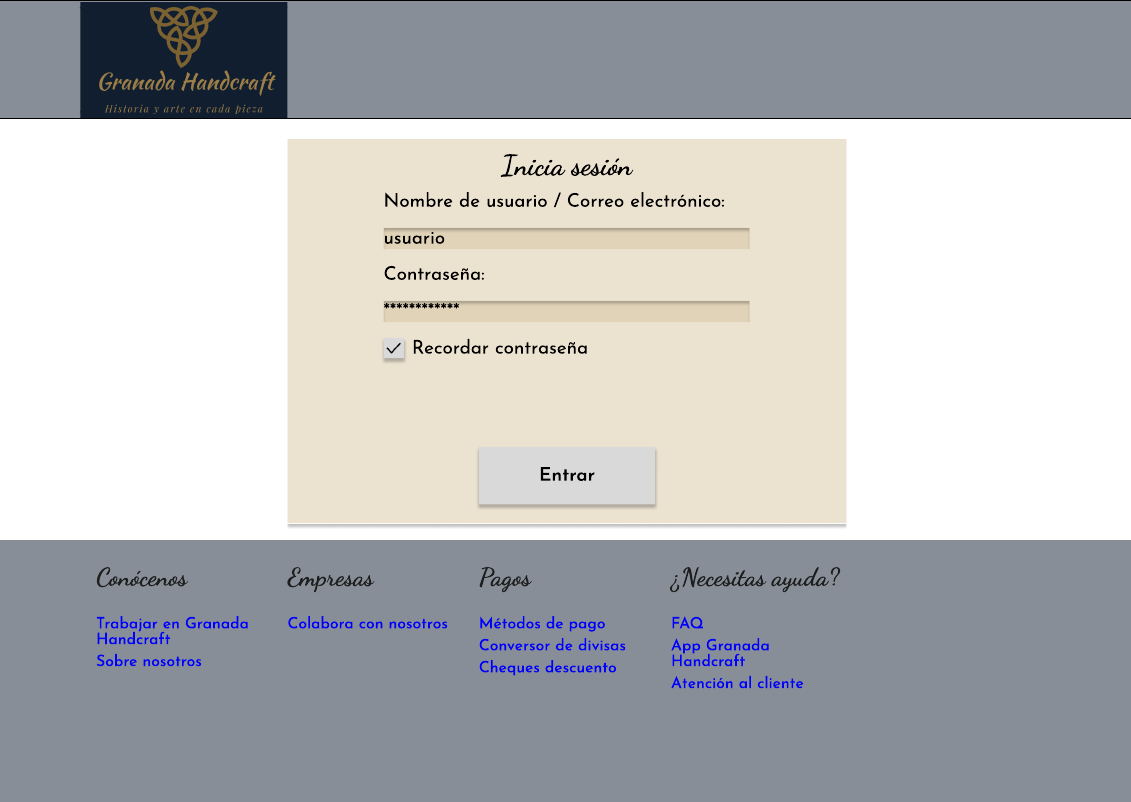 Granada Handcraft
Historia y arte en cada pieza
Inicia sesión
Nombre de usuario / Correo electrónico:
usuario
Contraseña:
************
Recordar contraseña
Entrar
Conócenos
Trabajar en Granada
Handcraft
Sobre nosotros
Empresas
Colabora con nosotros
Pagos
Métodos de pago
Conversor de divisas
Cheques descuento
¿Necesitas ayuda?
FAQ
App Granada
Handcraft
Atención al cliente